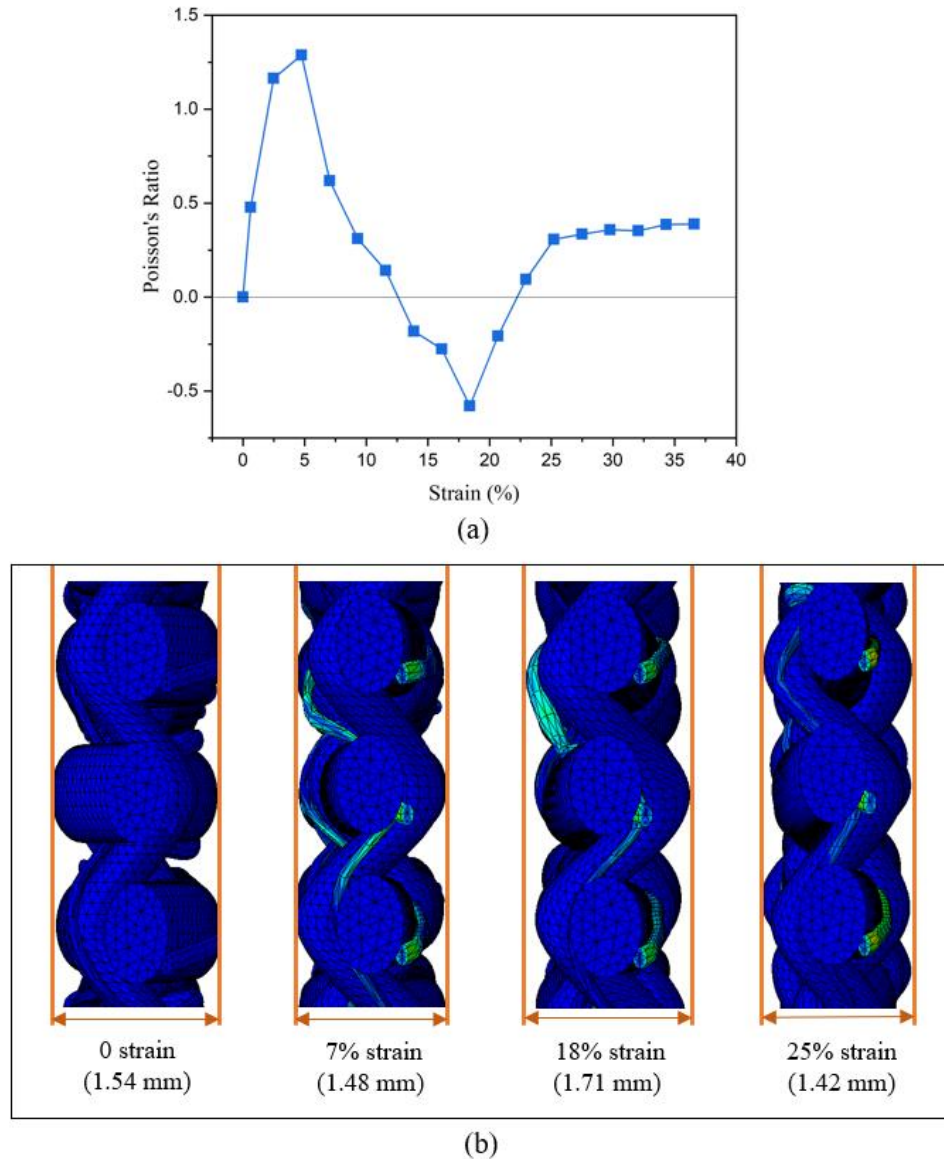 1.5
1.0
Poisson's Ratio
0.5
0.0
-0.5
0 5 10 15 20 25 30 35 40
Strain (%)
(a)
0 strain 7% strain 18% strain 25% strain
(1.54 mm) (1.48 mm) (1.71 mm) (1.42 mm)
(b)